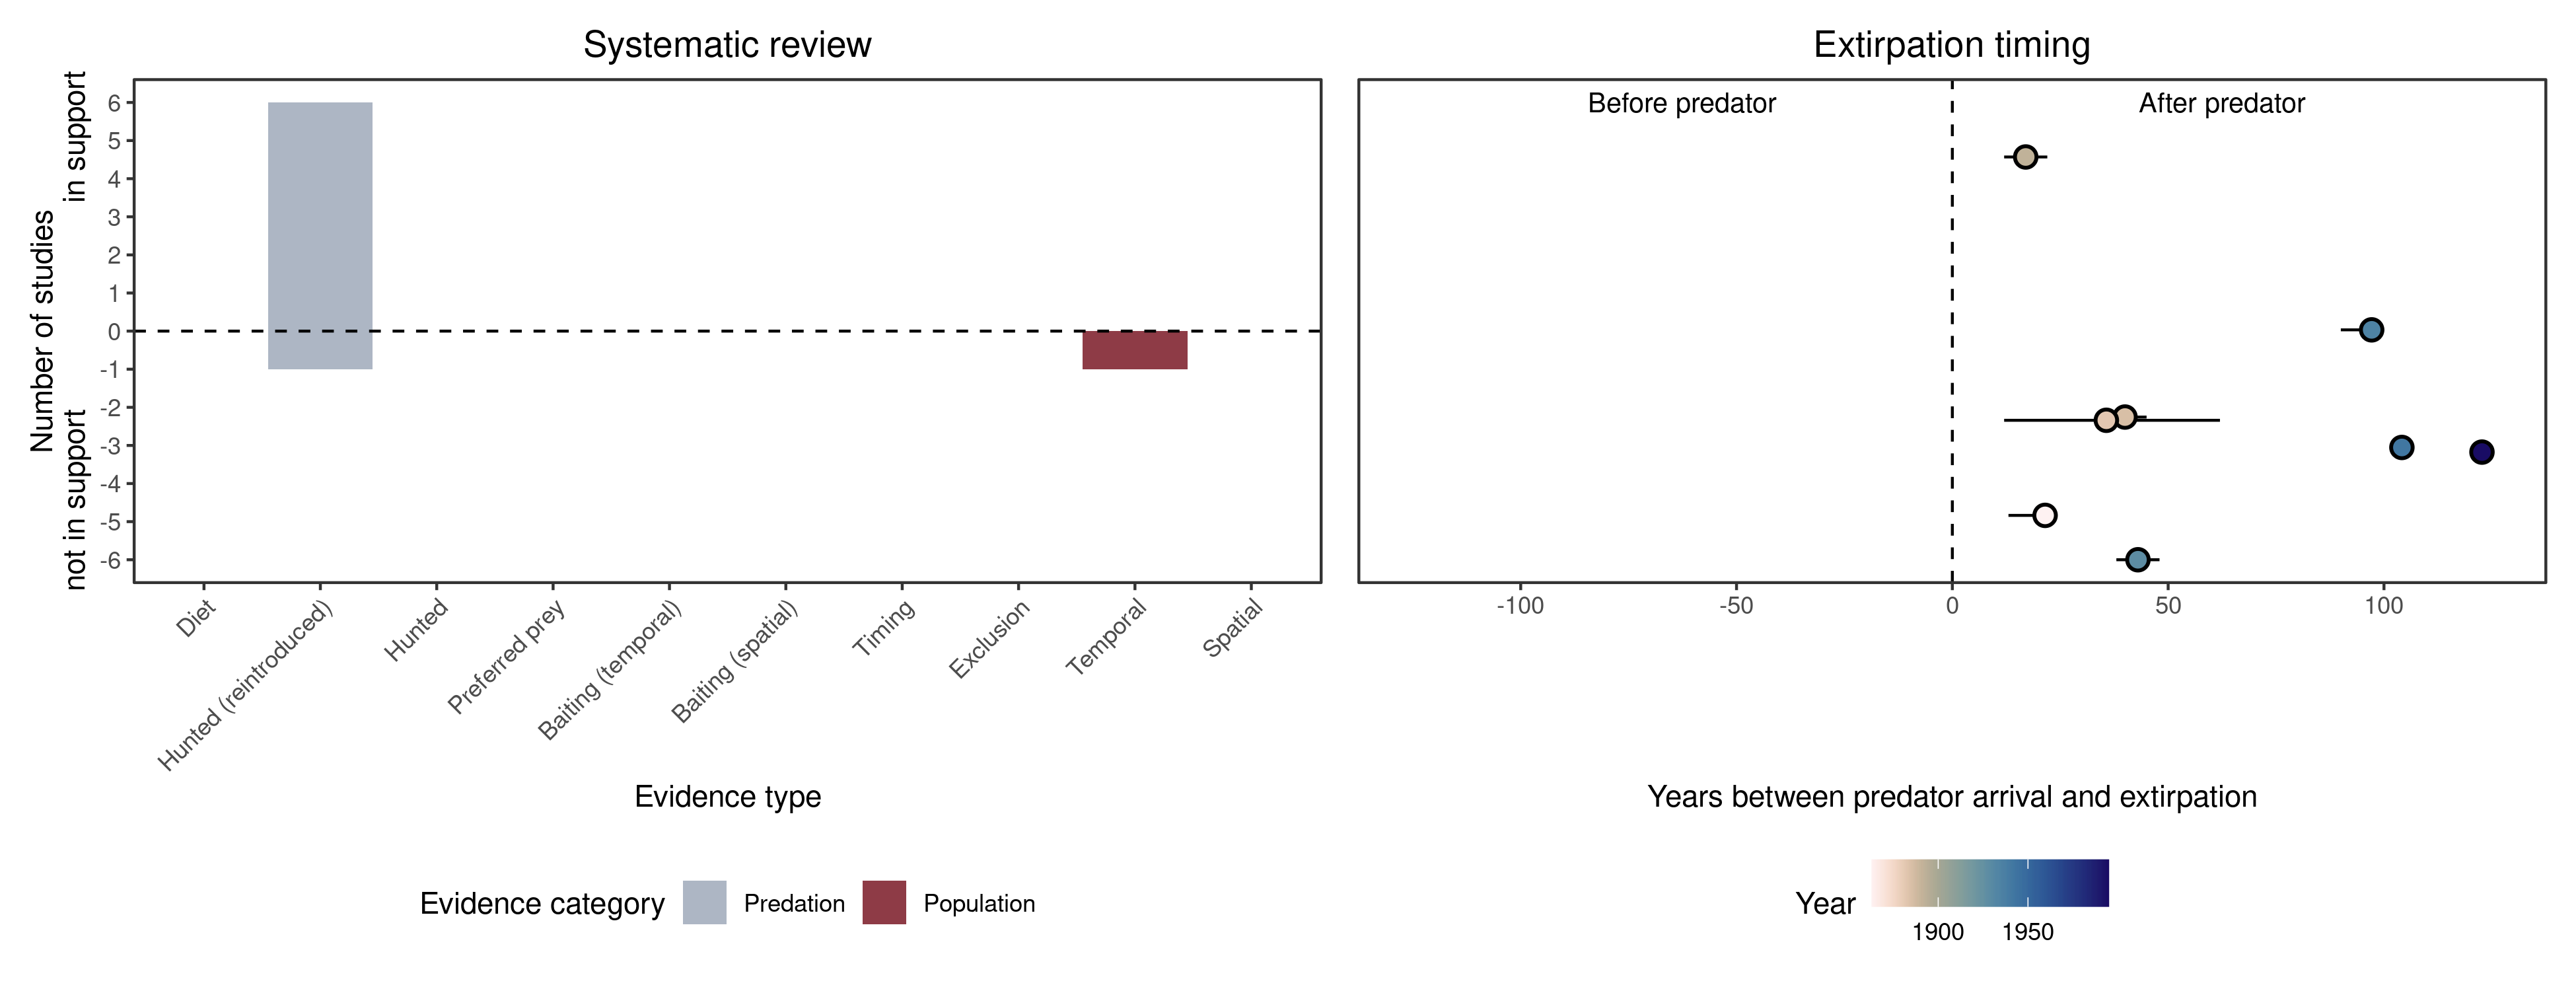 Systematic review
Number of studies
not in support
in support
6
5
4
3
2
1
0
-1
-2
-3
-4
-5
-6
Diet
Hunted (reintroduced)
Hunted
Preferred prey
Baiting (temporal)
Baiting (spatial)
Timing
Exclusion
Temporal
Spatial
Evidence type
Evidence category
Predation
Population
Extirpation timing
Before predator
After predator
-100
-50
0
50
100
Years between predator arrival and extirpation
Year
1900
1950